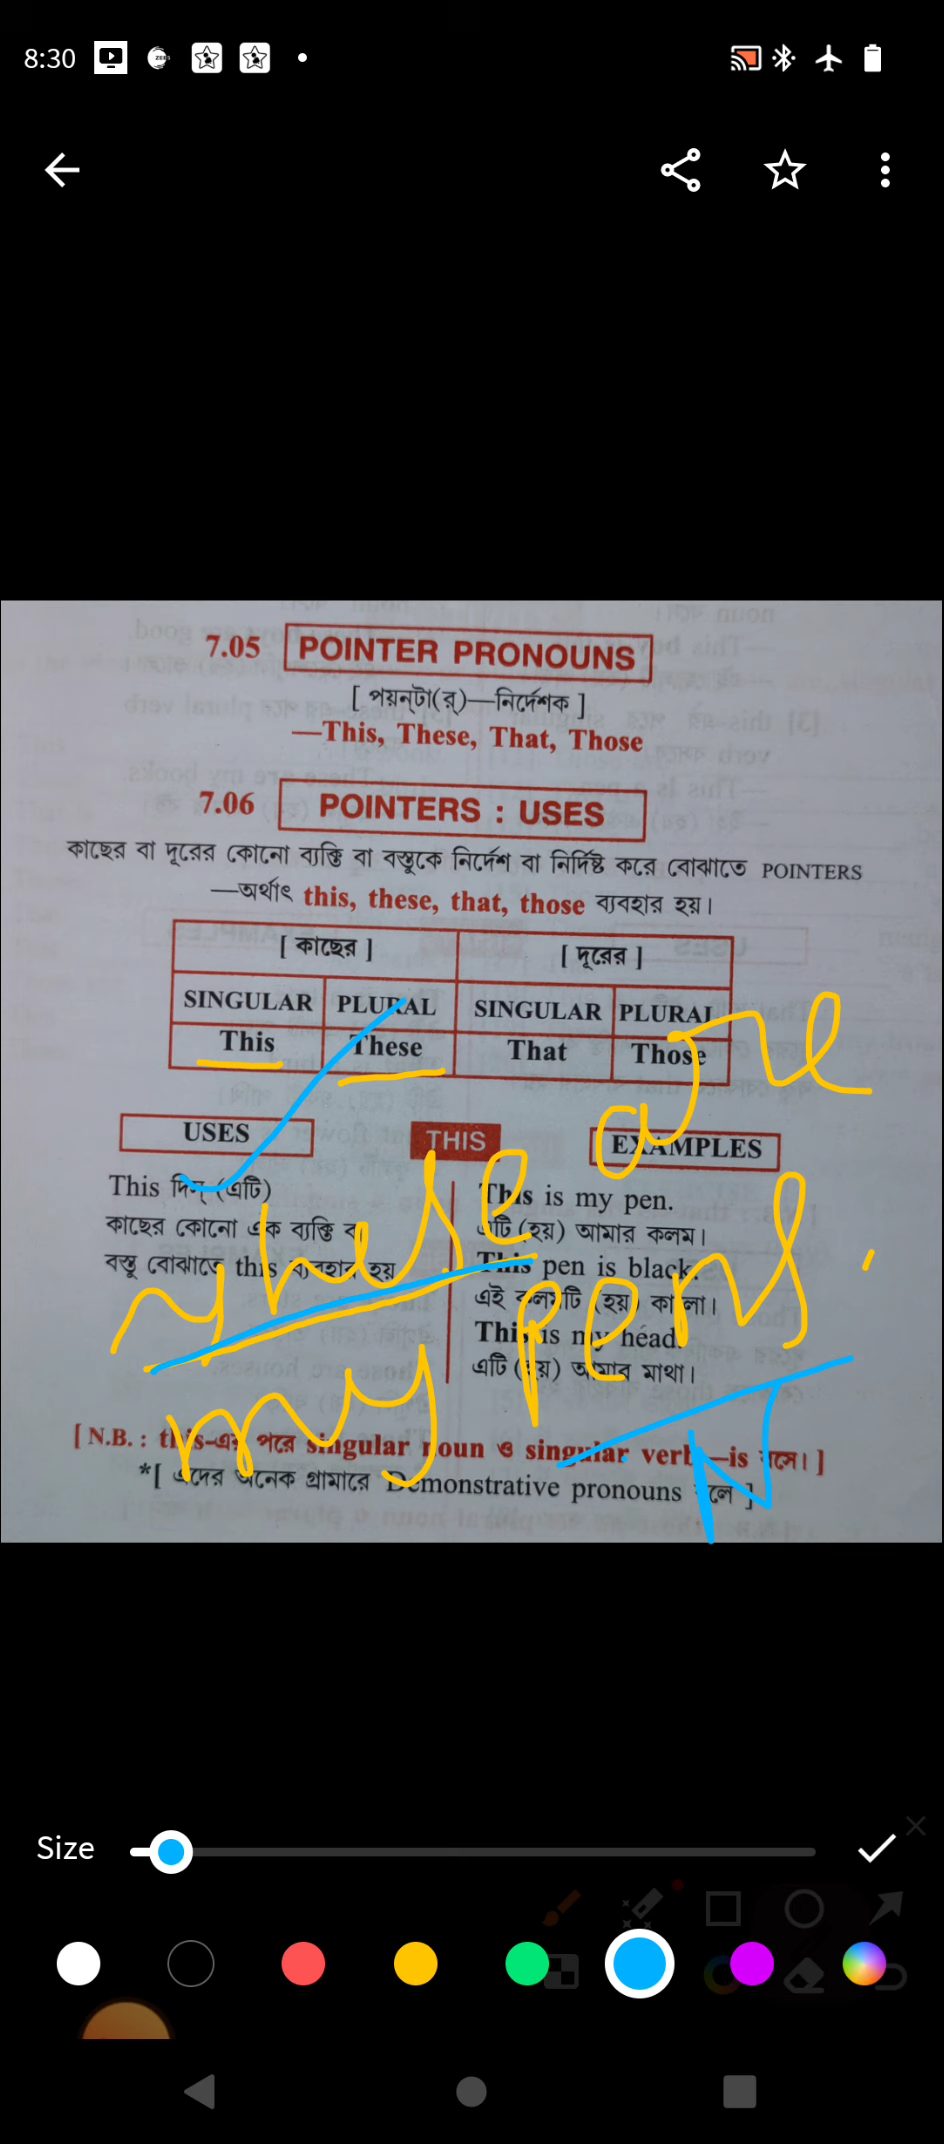 8:30
7.05 POINTER PRONOUNS
[ পয়ন্টা(র্)—নির্দেশক ]
—This, These, That, Those
7.06 POINTERS : USES
কাছের বা দূরের কোনো ব্যক্তি বা বস্তুকে নির্দেশ বা নির্দিষ্ট করে বোঝাতে POINTERS
—অর্থাৎ this, these, that, those ব্যবহার হয়।
[ কাছের ] [ দূরের ]
SINGULAR PLURAL SINGULAR PLURAL
This These That Those
are
USES THIS EXAMPLES
This দিস্ (এটি)
কাছের কোনো এক ব্যক্তি বা
বস্তু বোঝাতে this ব্যবহার হয়
This is my pen.
এটি (হয়) আমার কলম।
This pen is black.
এই কলমটি (হয়) কালো।
This is my head.
এটি (হয়) আমার মাথা।
These
my pens.
N
[ N.B. : this-এর পরে singular noun ও singular verb—is বসে। ]
*[ এদের অনেক গ্রামারে Demonstrative pronouns বলে ]
Size